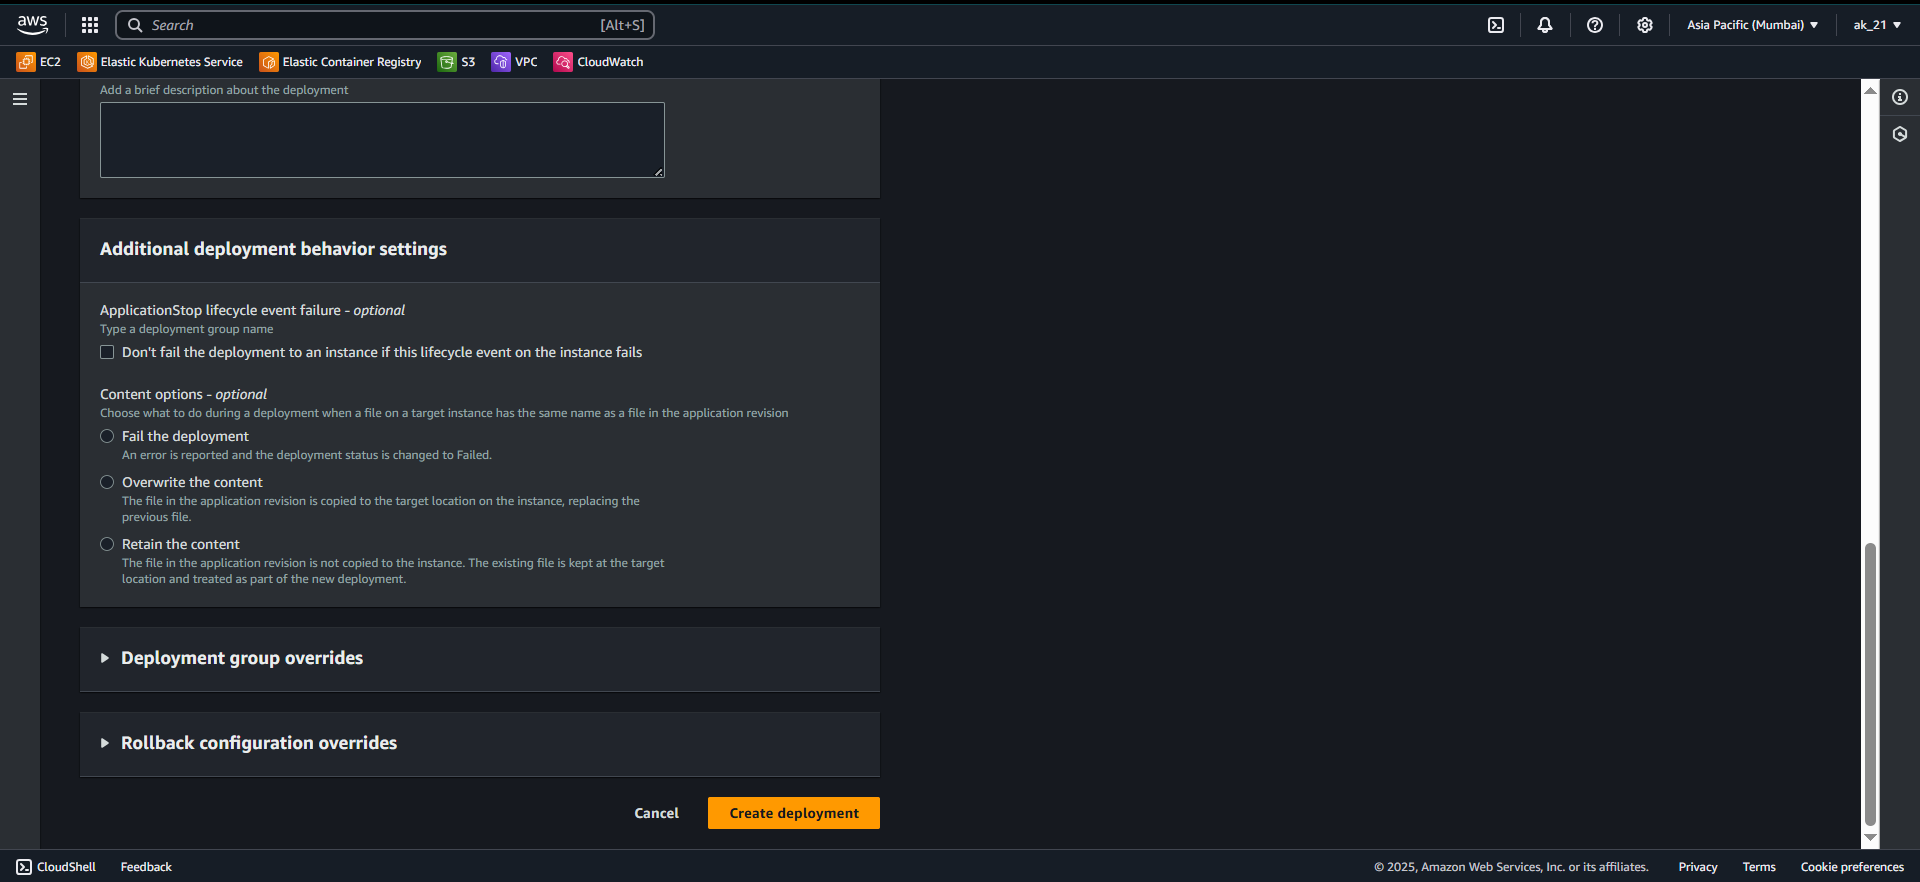 aws Search [Alt+S] Asia Pacific (Mumbai) ak_21
EC2 Elastic Kubernetes Service Elastic Container Registry S3 VPC CloudWatch
Add a brief description about the deployment
Additional deployment behavior settings
ApplicationStop lifecycle event failure - optional
Type a deployment group name
Don't fail the deployment to an instance if this lifecycle event on the instance fails
Content options - optional
Choose what to do during a deployment when a file on a target instance has the same name as a file in the application revision
Fail the deployment
An error is reported and the deployment status is changed to Failed.
Overwrite the content
The file in the application revision is copied to the target location on the instance, replacing the
previous file.
Retain the content
The file in the application revision is not copied to the instance. The existing file is kept at the target
location and treated as part of the new deployment.
Deployment group overrides
Rollback configuration overrides
Cancel Create deployment
CloudShell Feedback © 2025, Amazon Web Services, Inc. or its affiliates. Privacy Terms Cookie preferences